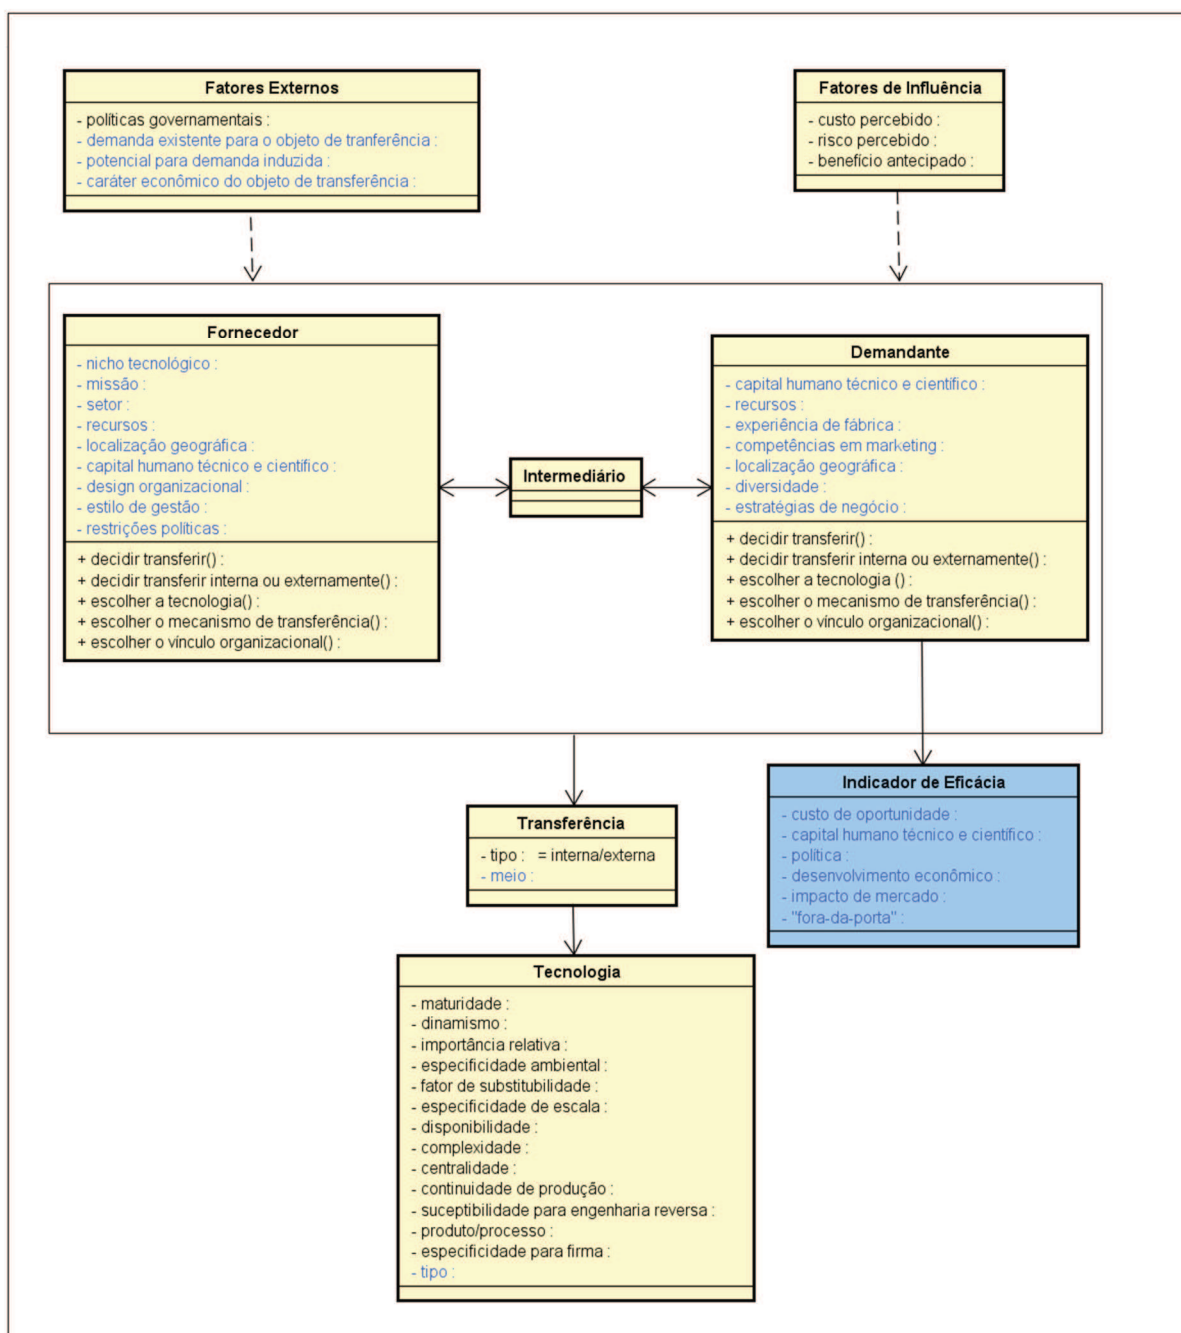 Fatores Externos
- políticas governamentais :
- demanda existente para o objeto de tranferência :
- potencial para demanda induzida :
- caráter econômico do objeto de transferência :
Fatores de Influência
- custo percebido :
- risco percebido :
- benefício antecipado :
Fornecedor
- nicho tecnológico :
- missão :
- setor :
- recursos :
- localização geográfica :
- capital humano técnico e científico :
- design organizacional :
- estilo de gestão :
- restrições políticas :
+ decidir transferir() :
+ decidir transferir interna ou externamente() :
+ escolher a tecnologia() :
+ escolher o mecanismo de transferência() :
+ escolher o vínculo organizacional() :
Intermediário
Demandante
- capital humano técnico e científico :
- recursos :
- experiência de fábrica :
- competências em marketing :
- localização geográfica :
- diversidade :
- estratégias de negócio :
+ decidir transferir() :
+ decidir transferir interna ou externamente() :
+ escolher a tecnologia () :
+ escolher o mecanismo de transferência() :
+ escolher o vínculo organizacional() :
Indicador de Eficácia
- custo de oportunidade :
- capital humano técnico e científico :
- política :
- desenvolvimento econômico :
- impacto de mercado :
- "fora-da-porta" :
Transferência
- tipo : = interna/externa
- meio :
Tecnologia
- maturidade :
- dinamismo :
- importância relativa :
- especificidade ambiental :
- fator de substitubilidade :
- especificidade de escala :
- disponibilidade :
- complexidade :
- centralidade :
- continuidade de produção :
- suceptibilidade para engenharia reversa :
- produto/processo :
- especificidade para firma :
- tipo :